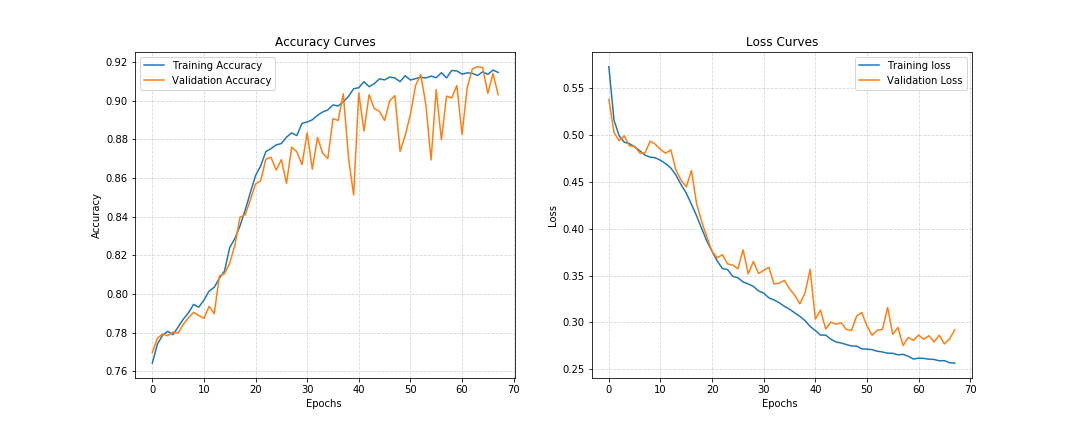 Accuracy Curves
Training Accuracy
Validation Accuracy
0.92
0.90
0.88
0.86
0.84
0.82
0.80
0.78
0.76
Accuracy
0 10 20 30 40 50 60 70
Epochs
Loss Curves
Training loss
Validation Loss
0.55
0.50
0.45
0.40
0.35
0.30
0.25
Loss
0 10 20 30 40 50 60 70
Epochs